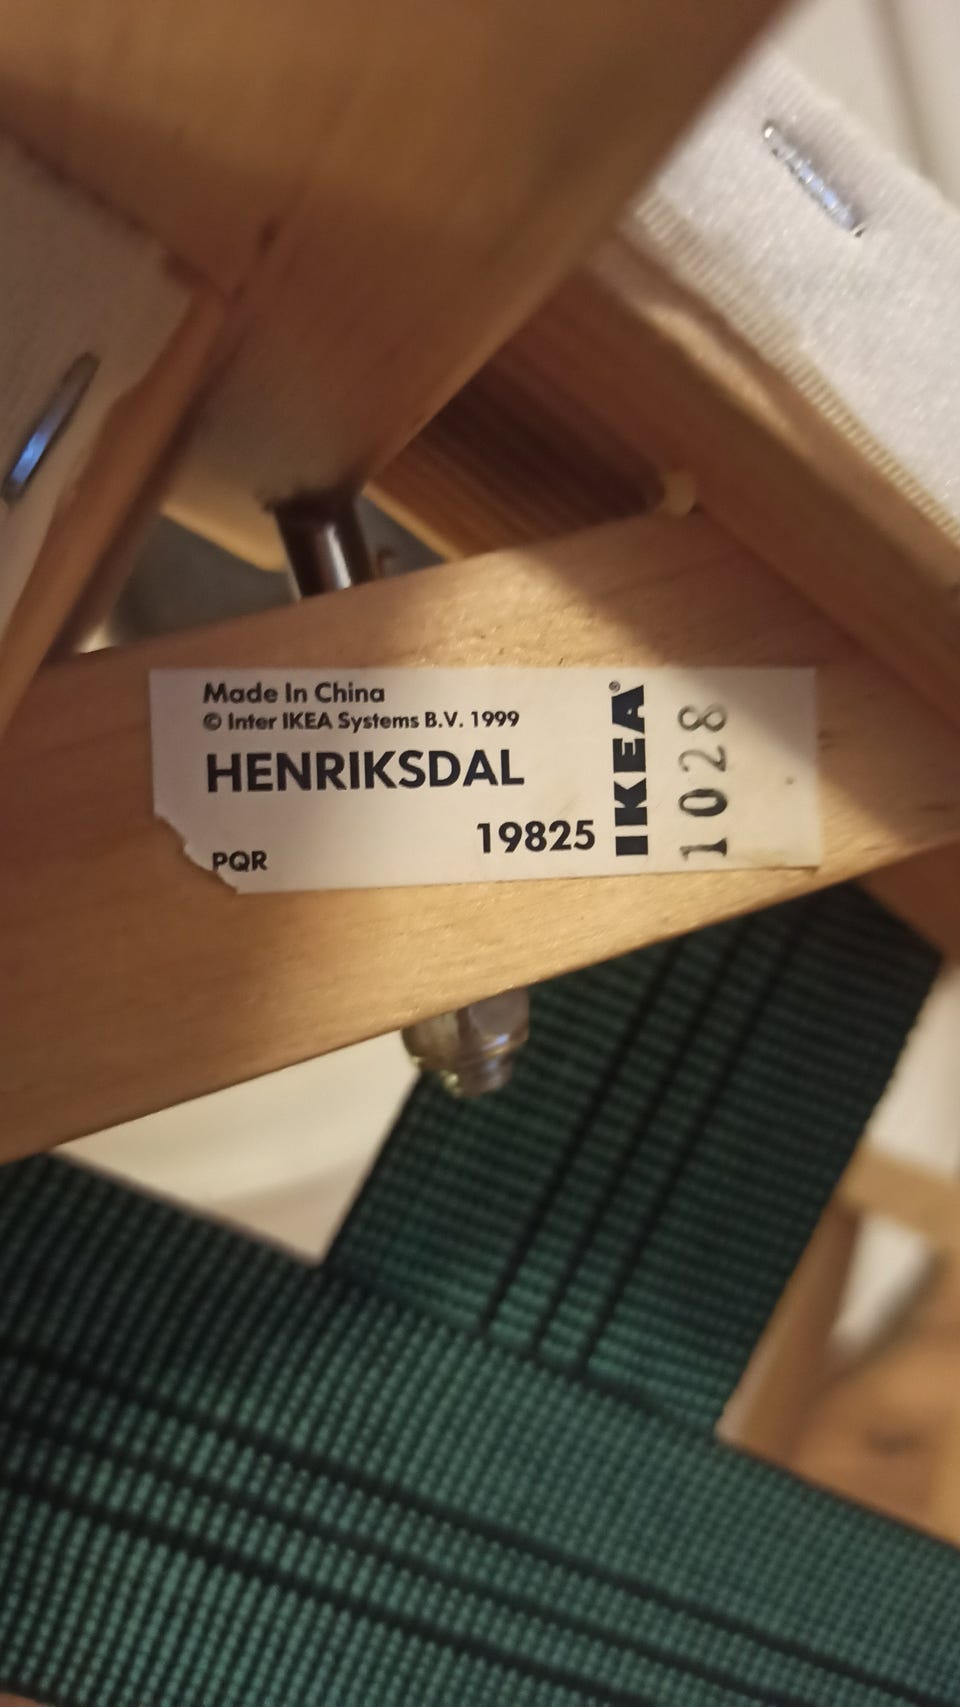 Made In China
© Inter IKEA Systems B.V. 1999
HENRIKSDAL
19825
PQR
IKEA®
1028